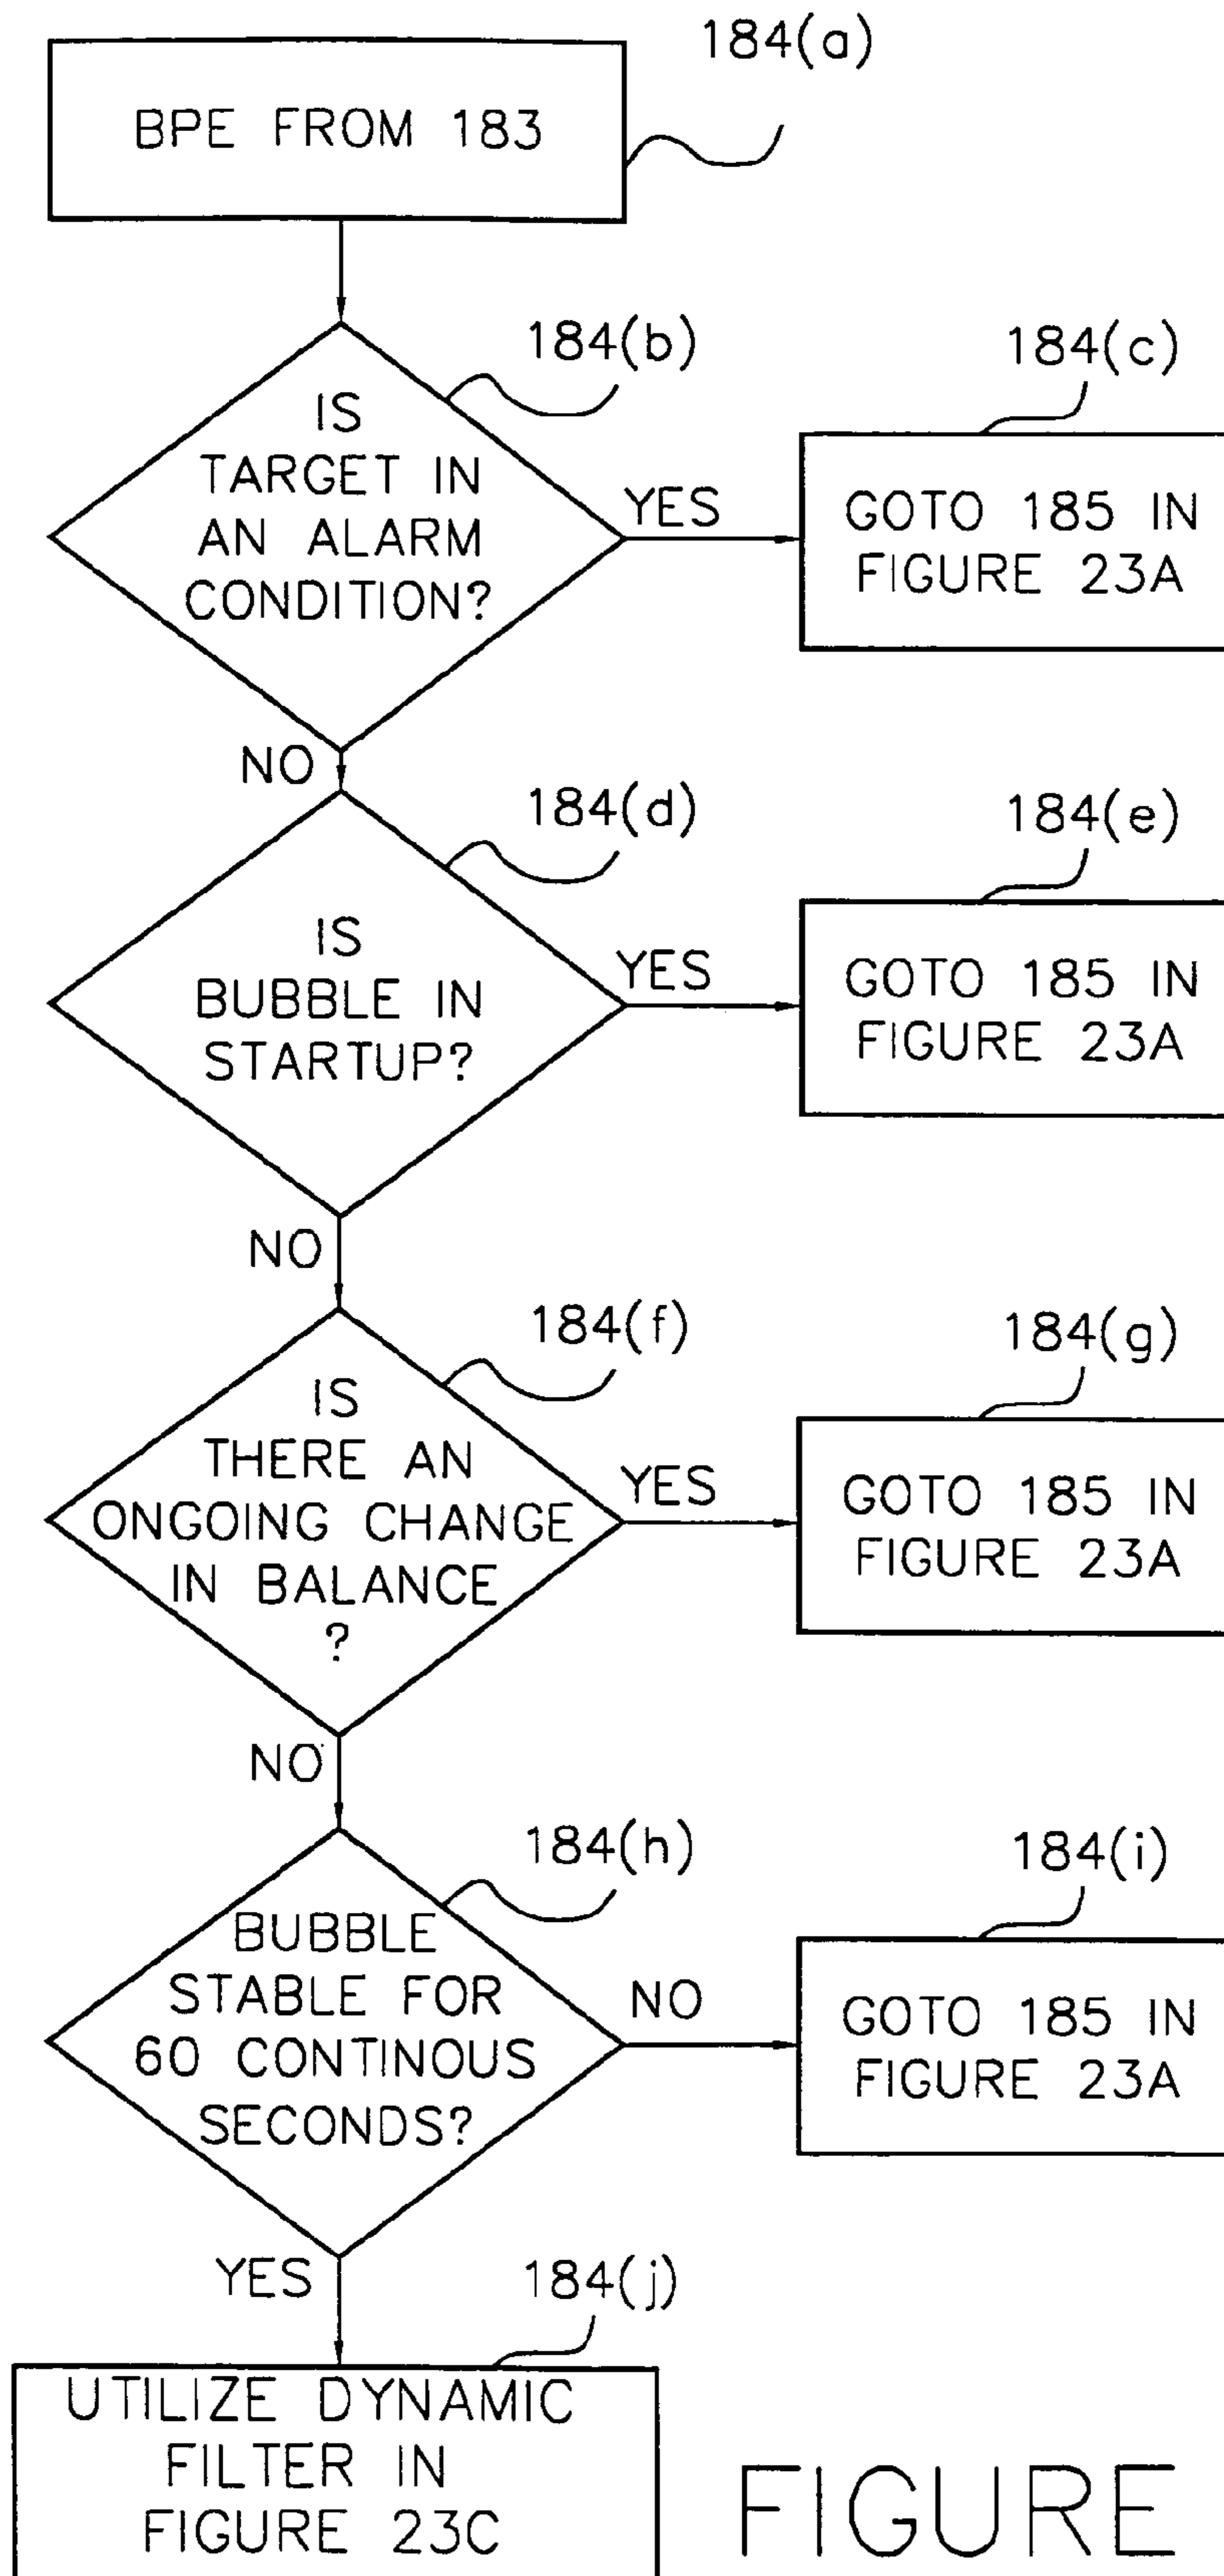 184(a)
BPE FROM 183
184(b)
184(c)
IS
TARGET IN
AN ALARM
CONDITION?
YES
GOTO 185 IN
FIGURE 23A
NO
184(d)
184(e)
IS
BUBBLE IN
STARTUP?
YES
GOTO 185 IN
FIGURE 23A
NO
184(f)
184(g)
IS
THERE AN
ONGOING CHANGE
IN BALANCE
?
YES
GOTO 185 IN
FIGURE 23A
NO
184(h)
184(i)
BUBBLE
STABLE FOR
60 CONTINOUS
SECONDS?
NO
GOTO 185 IN
FIGURE 23A
YES
184(j)
UTILIZE DYNAMIC
FILTER IN
FIGURE 23C
FIGURE